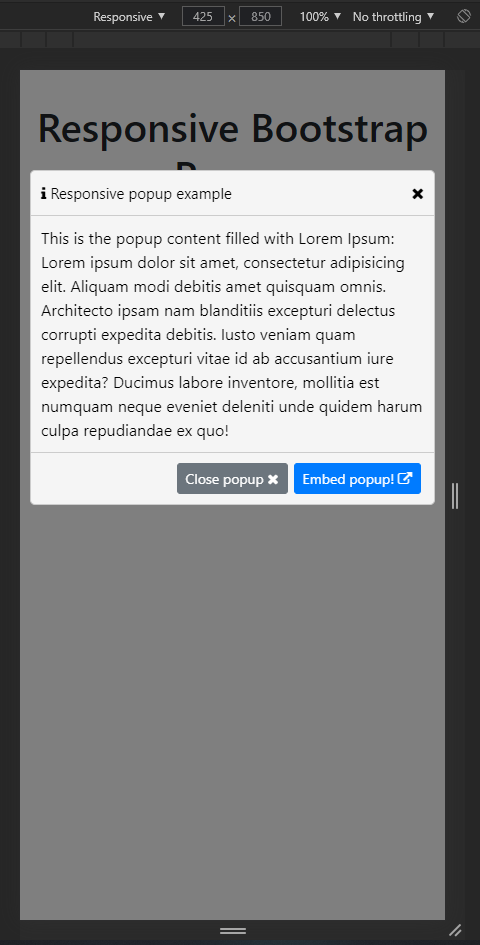 Responsive ▼ 425 × 850 100% ▼ No throttling ▼
Responsive Bootstrap
Responsive popup example
This is the popup content filled with Lorem Ipsum:
Lorem ipsum dolor sit amet, consectetur adipisicing
elit. Aliquam modi debitis amet quisquam omnis.
Architecto ipsam nam blanditiis excepturi delectus
corrupti expedita debitis. Iusto veniam quam
repellendus excepturi vitae id ab accusantium iure
expedita? Ducimus labore inventore, mollitia est
numquam neque eveniet deleniti unde quidem harum
culpa repudiandae ex quo!
Close popup Embed popup!